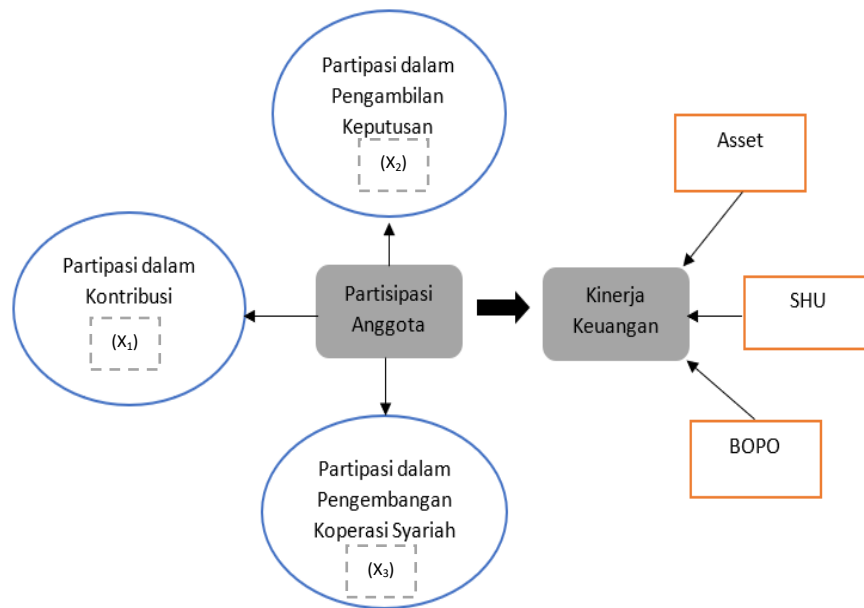 Partipasi dalam
Pengambilan
Keputusan
(X₂)
Asset
Partipasi dalam
Kontribusi
(X₁)
Partisipasi
Anggota
Kinerja
Keuangan
SHU
BOPO
Partipasi dalam
Pengembangan
Koperasi Syariah
(X₃)